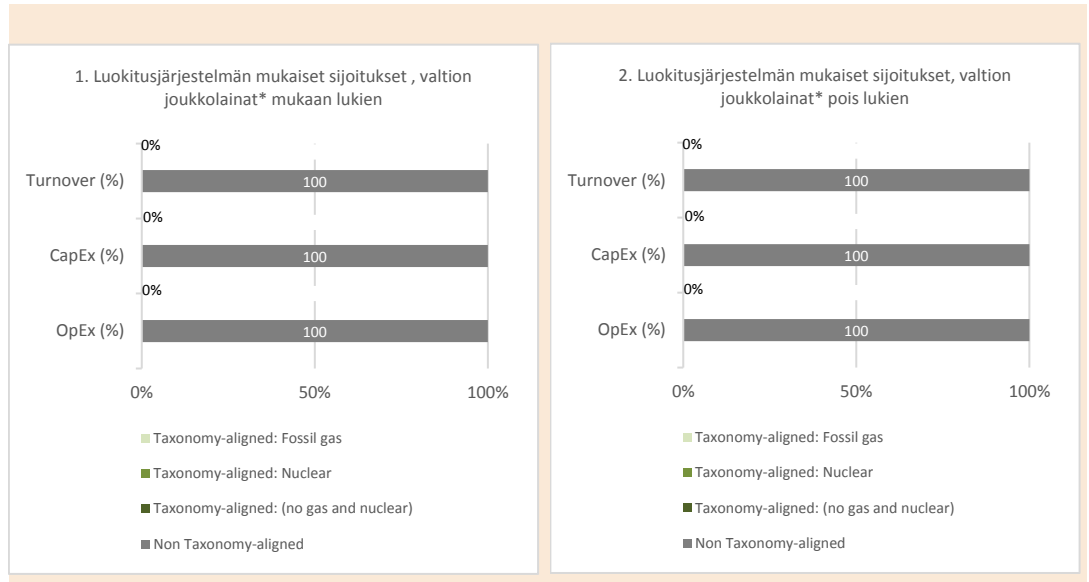 1. Luokitusjärjestelmän mukaiset sijoitukset , valtion
joukkolainat* mukaan lukien
0%
Turnover (%)
100
0%
CapEx (%)
100
0%
OpEx (%)
100
0%
50%
100%
Taxonomy-aligned: Fossil gas
Taxonomy-aligned: Nuclear
Taxonomy-aligned: (no gas and nuclear)
Non Taxonomy-aligned
2. Luokitusjärjestelmän mukaiset sijoitukset, valtion
joukkolainat* pois lukien
0%
Turnover (%)
100
0%
CapEx (%)
100
0%
OpEx (%)
100
0%
50%
100%
Taxonomy-aligned: Fossil gas
Taxonomy-aligned: Nuclear
Taxonomy-aligned: (no gas and nuclear)
Non Taxonomy-aligned